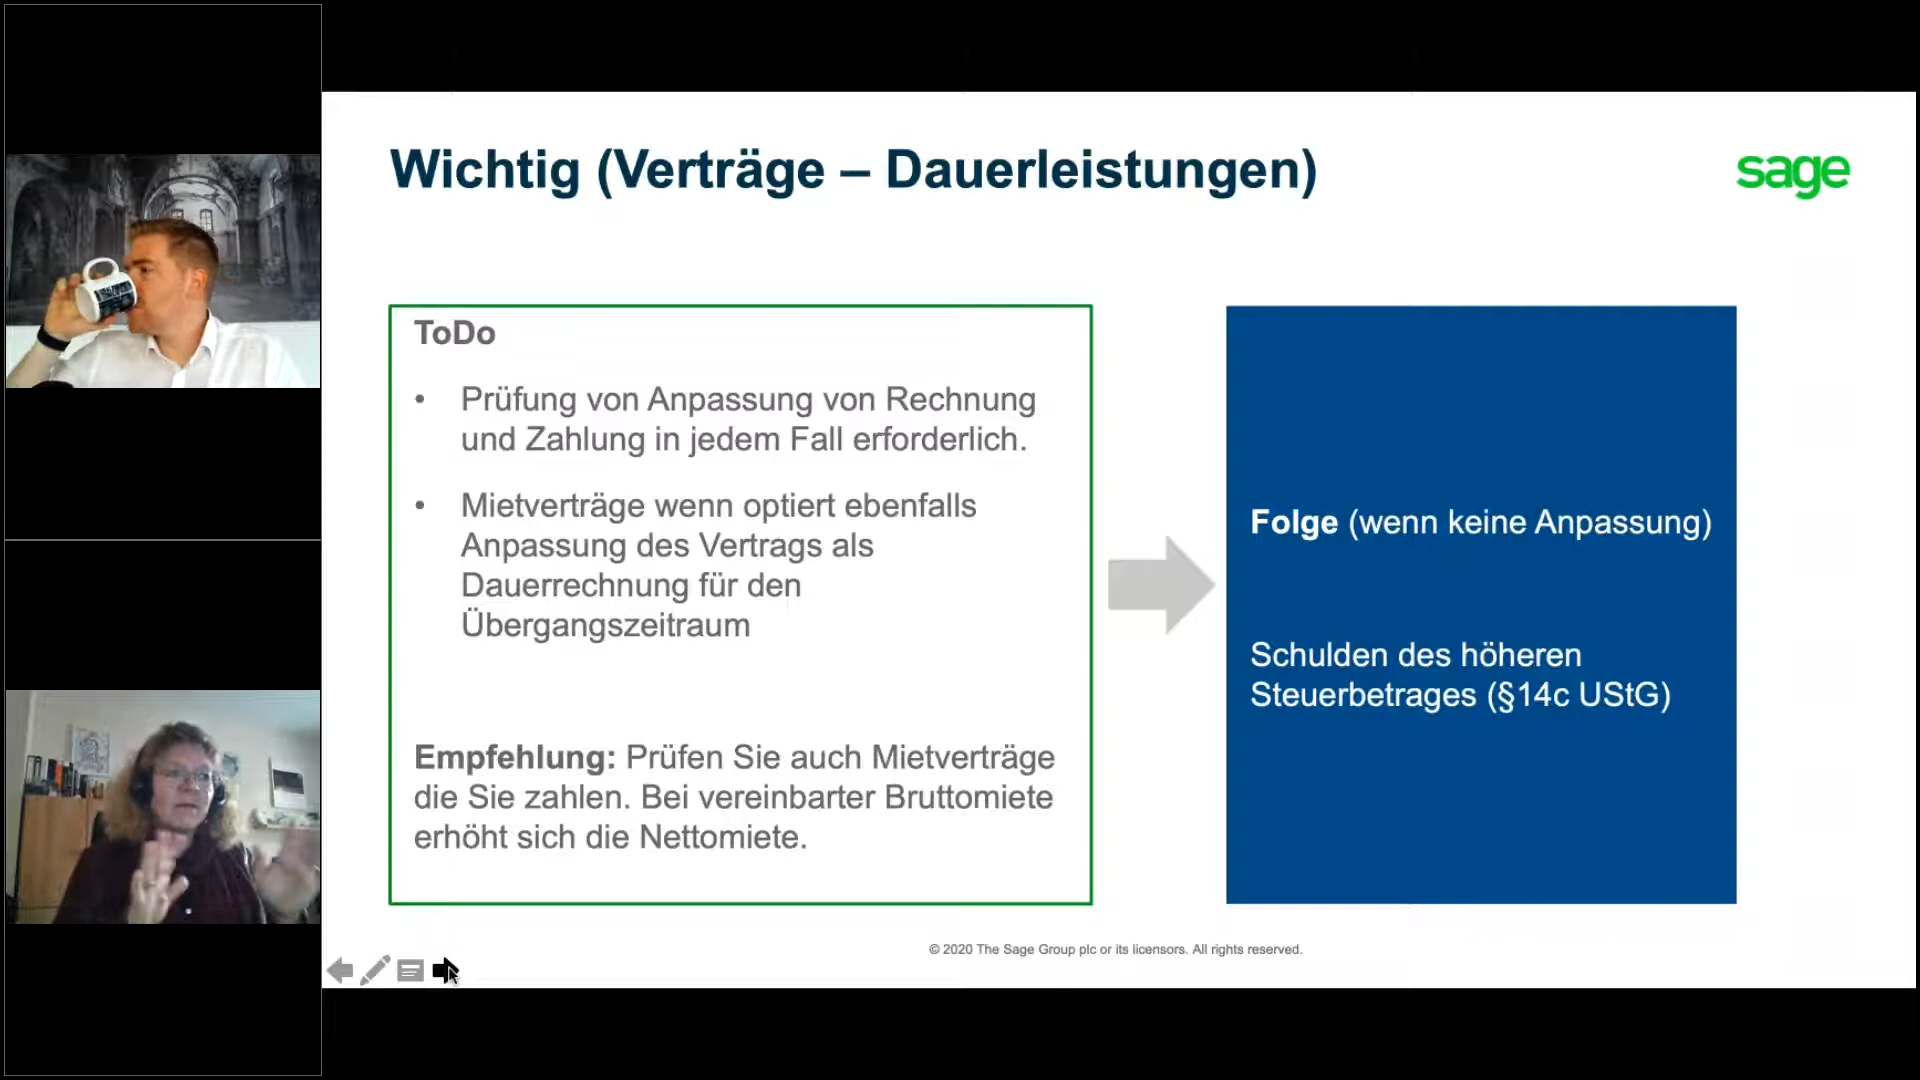 Wichtig (Verträge – Dauerleistungen)
sage
ToDo
• Prüfung von Anpassung von Rechnung
und Zahlung in jedem Fall erforderlich.
• Mietverträge wenn optiert ebenfalls
Anpassung des Vertrags als
Dauerrechnung für den
Übergangszeitraum
Empfehlung: Prüfen Sie auch Mietverträge
die Sie zahlen. Bei vereinbarter Bruttomiete
erhöht sich die Nettomiete.
Folge (wenn keine Anpassung)
Schulden des höheren
Steuerbetrages (§14c UStG)
© 2020 The Sage Group plc or its licensors. All rights reserved.